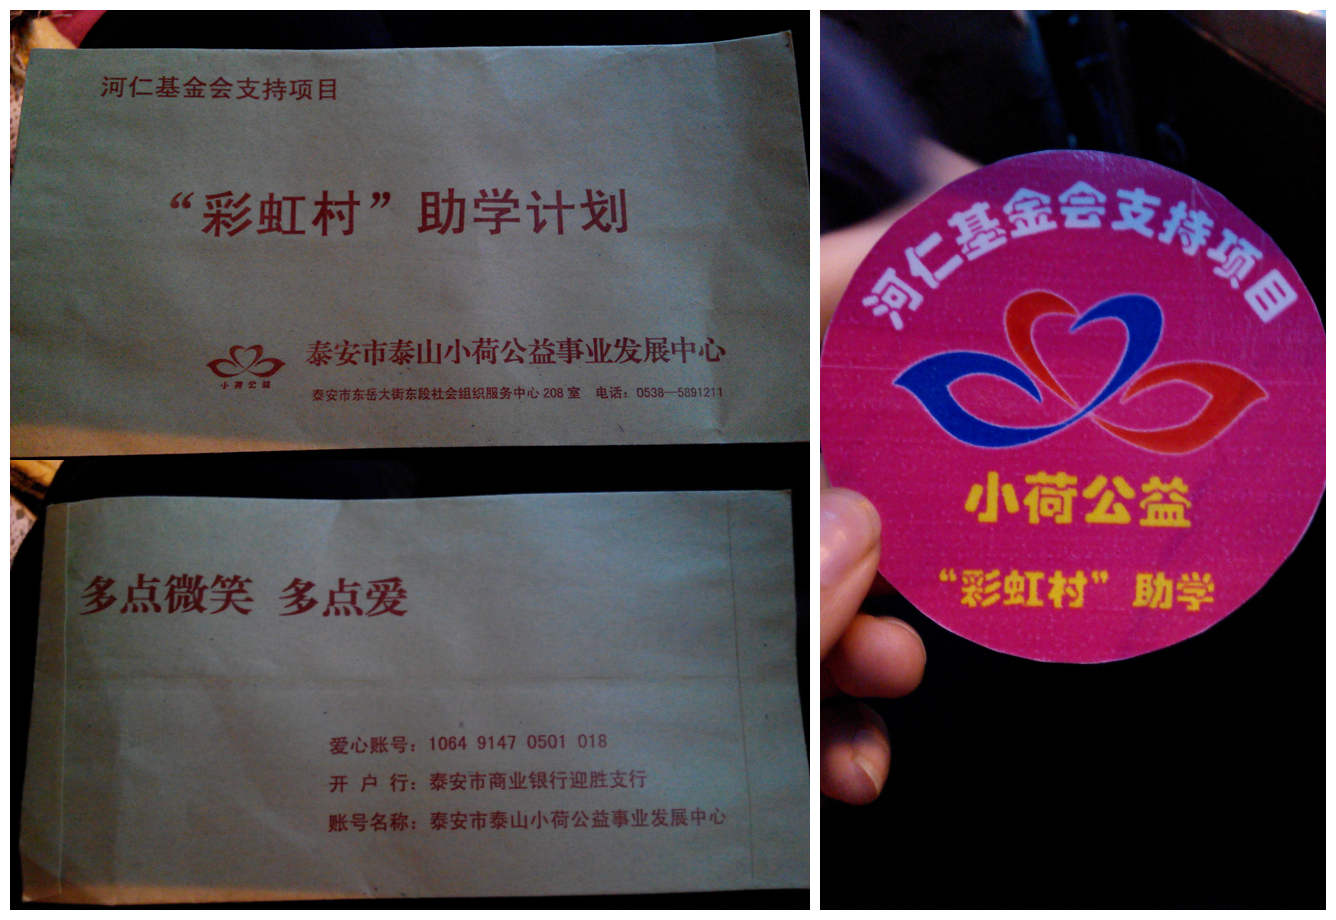 河仁基金会支持项目
“彩虹村”助学计划
小荷公益
泰安市泰山小荷公益事业发展中心
泰安市东岳大街东段社会组织服务中心 208 室 电话：0538—5891211
多点微笑 多点爱
爱心账号：1064 9147 0501 018
开 户 行：泰安市商业银行迎胜支行
账号名称：泰安市泰山小荷公益事业发展中心
河仁基金会支持项目
小荷公益
“彩虹村”助学